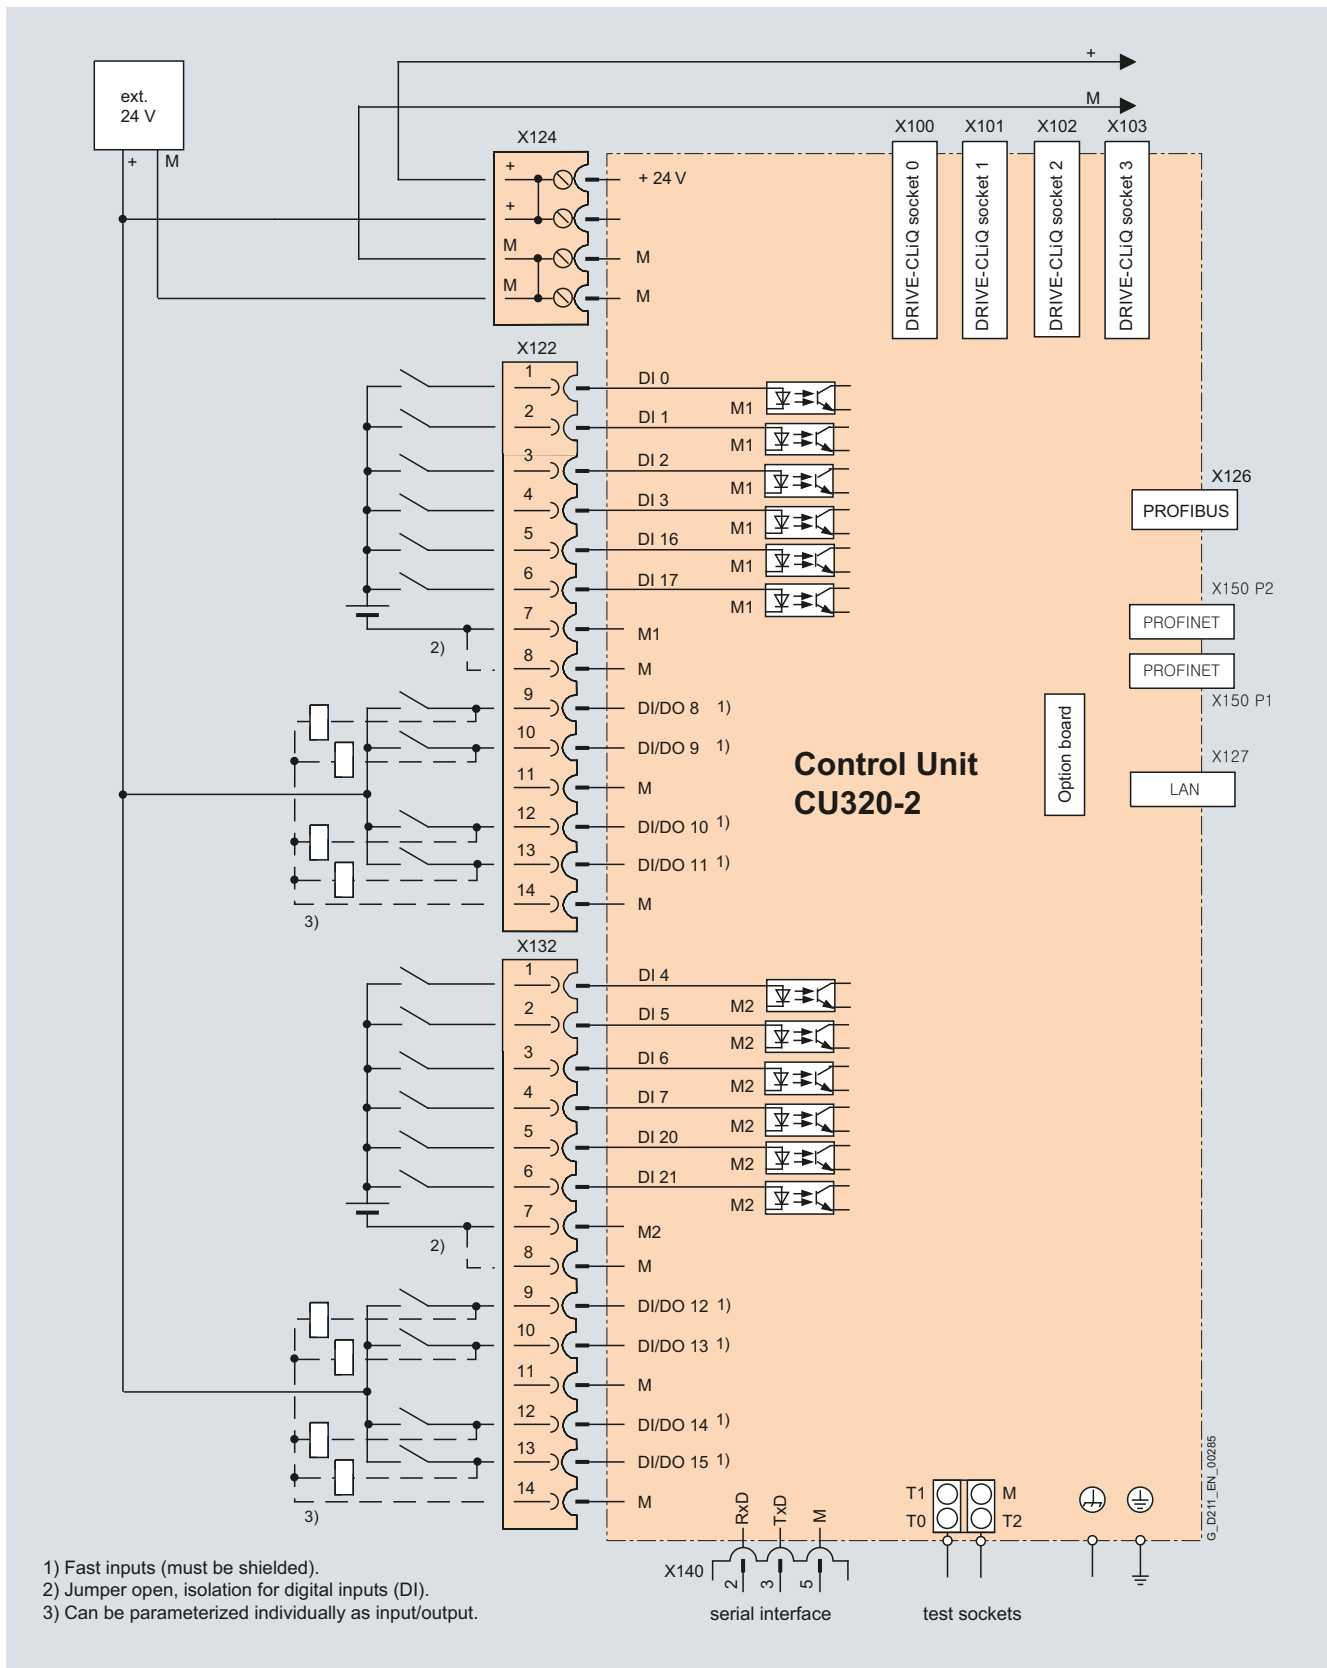 ext.
24 V
+
M
+
M
X124
+
+
M
M
+ 24 V
M
M
X100
X101
X102
X103
DRIVE-CLiQ socket 0
DRIVE-CLiQ socket 1
DRIVE-CLiQ socket 2
DRIVE-CLiQ socket 3
X122
1
DI 0
M1
2
DI 1
M1
3
DI 2
M1
4
DI 3
M1
5
DI 16
M1
6
DI 17
M1
7
M1
2)
8
M
9
DI/DO 8 1)
10
DI/DO 9 1)
11
M
12
DI/DO 10 1)
13
DI/DO 11 1)
14
M
3)
Control Unit
CU320-2
Option board
X126
PROFIBUS
X150 P2
PROFINET
PROFINET
X150 P1
X127
LAN
X132
1
DI 4
M2
2
DI 5
M2
3
DI 6
M2
4
DI 7
M2
5
DI 20
M2
6
DI 21
M2
7
M2
2)
8
M
9
DI/DO 12 1)
10
DI/DO 13 1)
11
M
12
DI/DO 14 1)
13
DI/DO 15 1)
14
M
3)
X140
RxD
TxD
M
2
3
5
serial interface
T1
M
T0
T2
test sockets
G_D211_EN_00285
1) Fast inputs (must be shielded).
2) Jumper open, isolation for digital inputs (DI).
3) Can be parameterized individually as input/output.